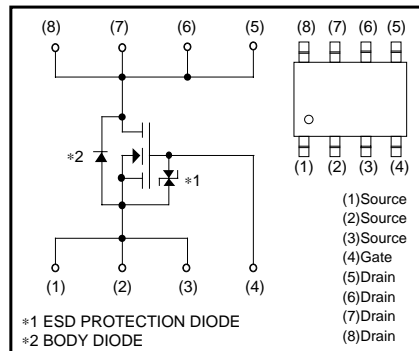 (8) (7) (6) (5)
(8) (7) (6) (5)
∗2
∗1
(1) (2) (3) (4)
(1) (2) (3) (4)
(1)Source
(2)Source
(3)Source
(4)Gate
(5)Drain
(6)Drain
(7)Drain
(8)Drain
∗1 ESD PROTECTION DIODE
∗2 BODY DIODE